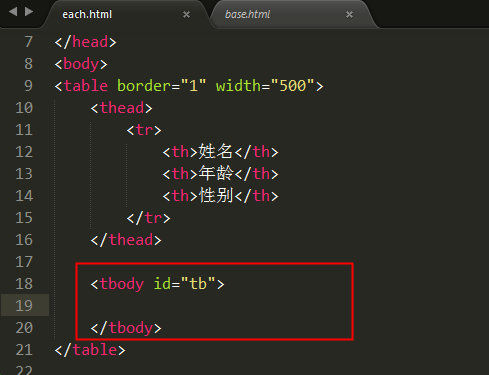 each.html × base.html ×
7 </head>
8 <body>
9 <table border="1" width="500">
10 <thead>
11 <tr>
12 <th>姓名</th>
13 <th>年龄</th>
14 <th>性别</th>
15 </tr>
16 </thead>
17
18 <tbody id="tb">
19
20 </tbody>
21 </table>
22